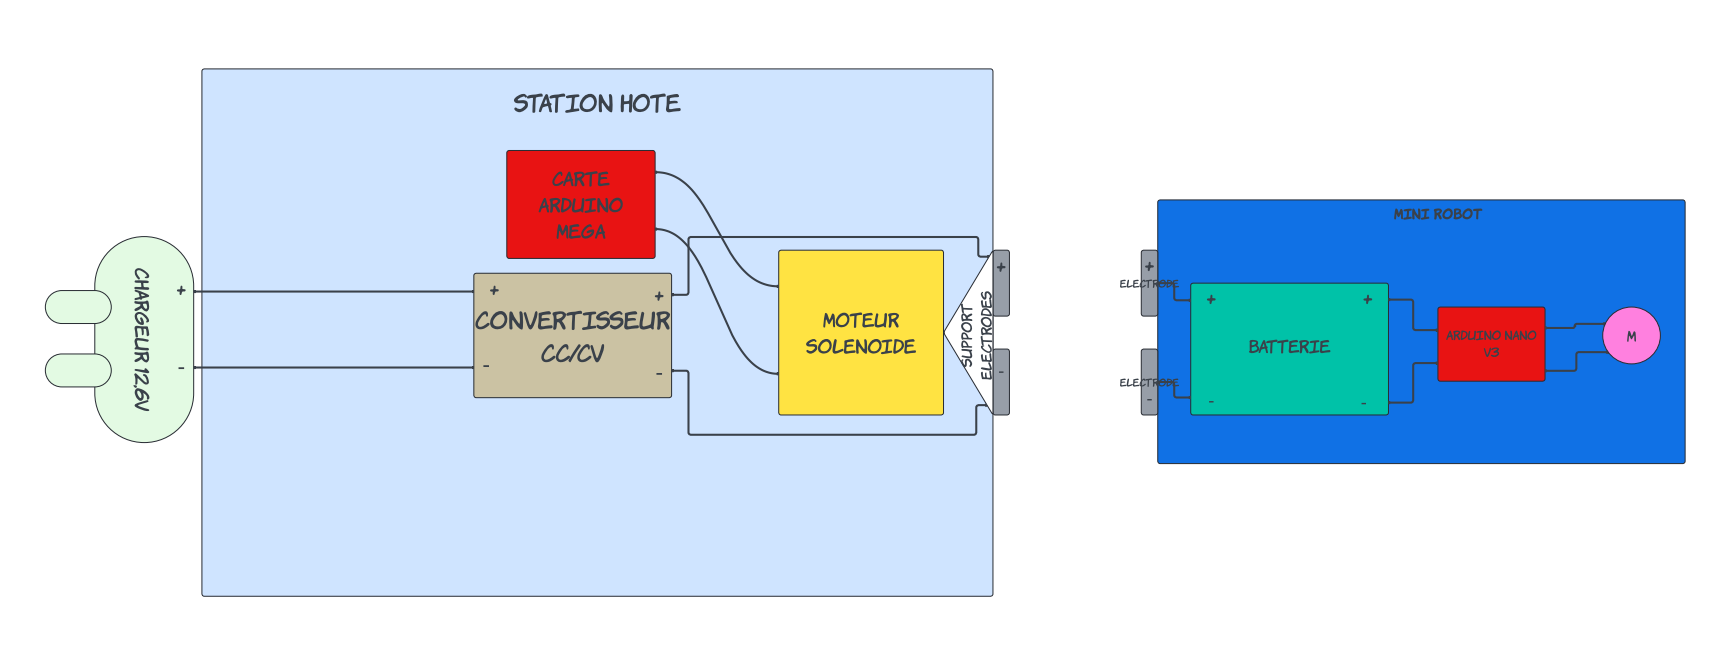 STATION HOTE
CARTE
ARDUINO
MEGA
CHARGEUR 12.6V
+
-
+
-
CONVERTISSEUR
CC/CV
+
-
MOTEUR
SOLENOIDE
SUPPORT
ELECTRODES
+
-
MINI ROBOT
+
ELECTRODE
ELECTRODE
-
+
-
BATTERIE
+
-
ARDUINO NANO
V3
M